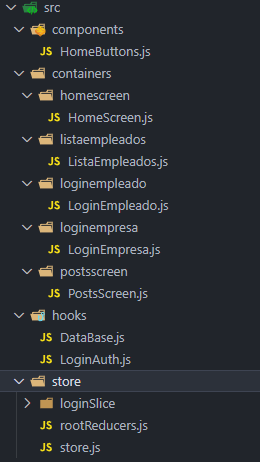 src
components
JS HomeButtons.js
containers
homescreen
JS HomeScreen.js
listaempleados
JS ListaEmpleados.js
loginempleado
JS LoginEmpleado.js
loginempresa
JS LoginEmpresa.js
postsscreen
JS PostsScreen.js
hooks
JS DataBase.js
JS LoginAuth.js
store
loginSlice
JS rootReducers.js
JS store.js